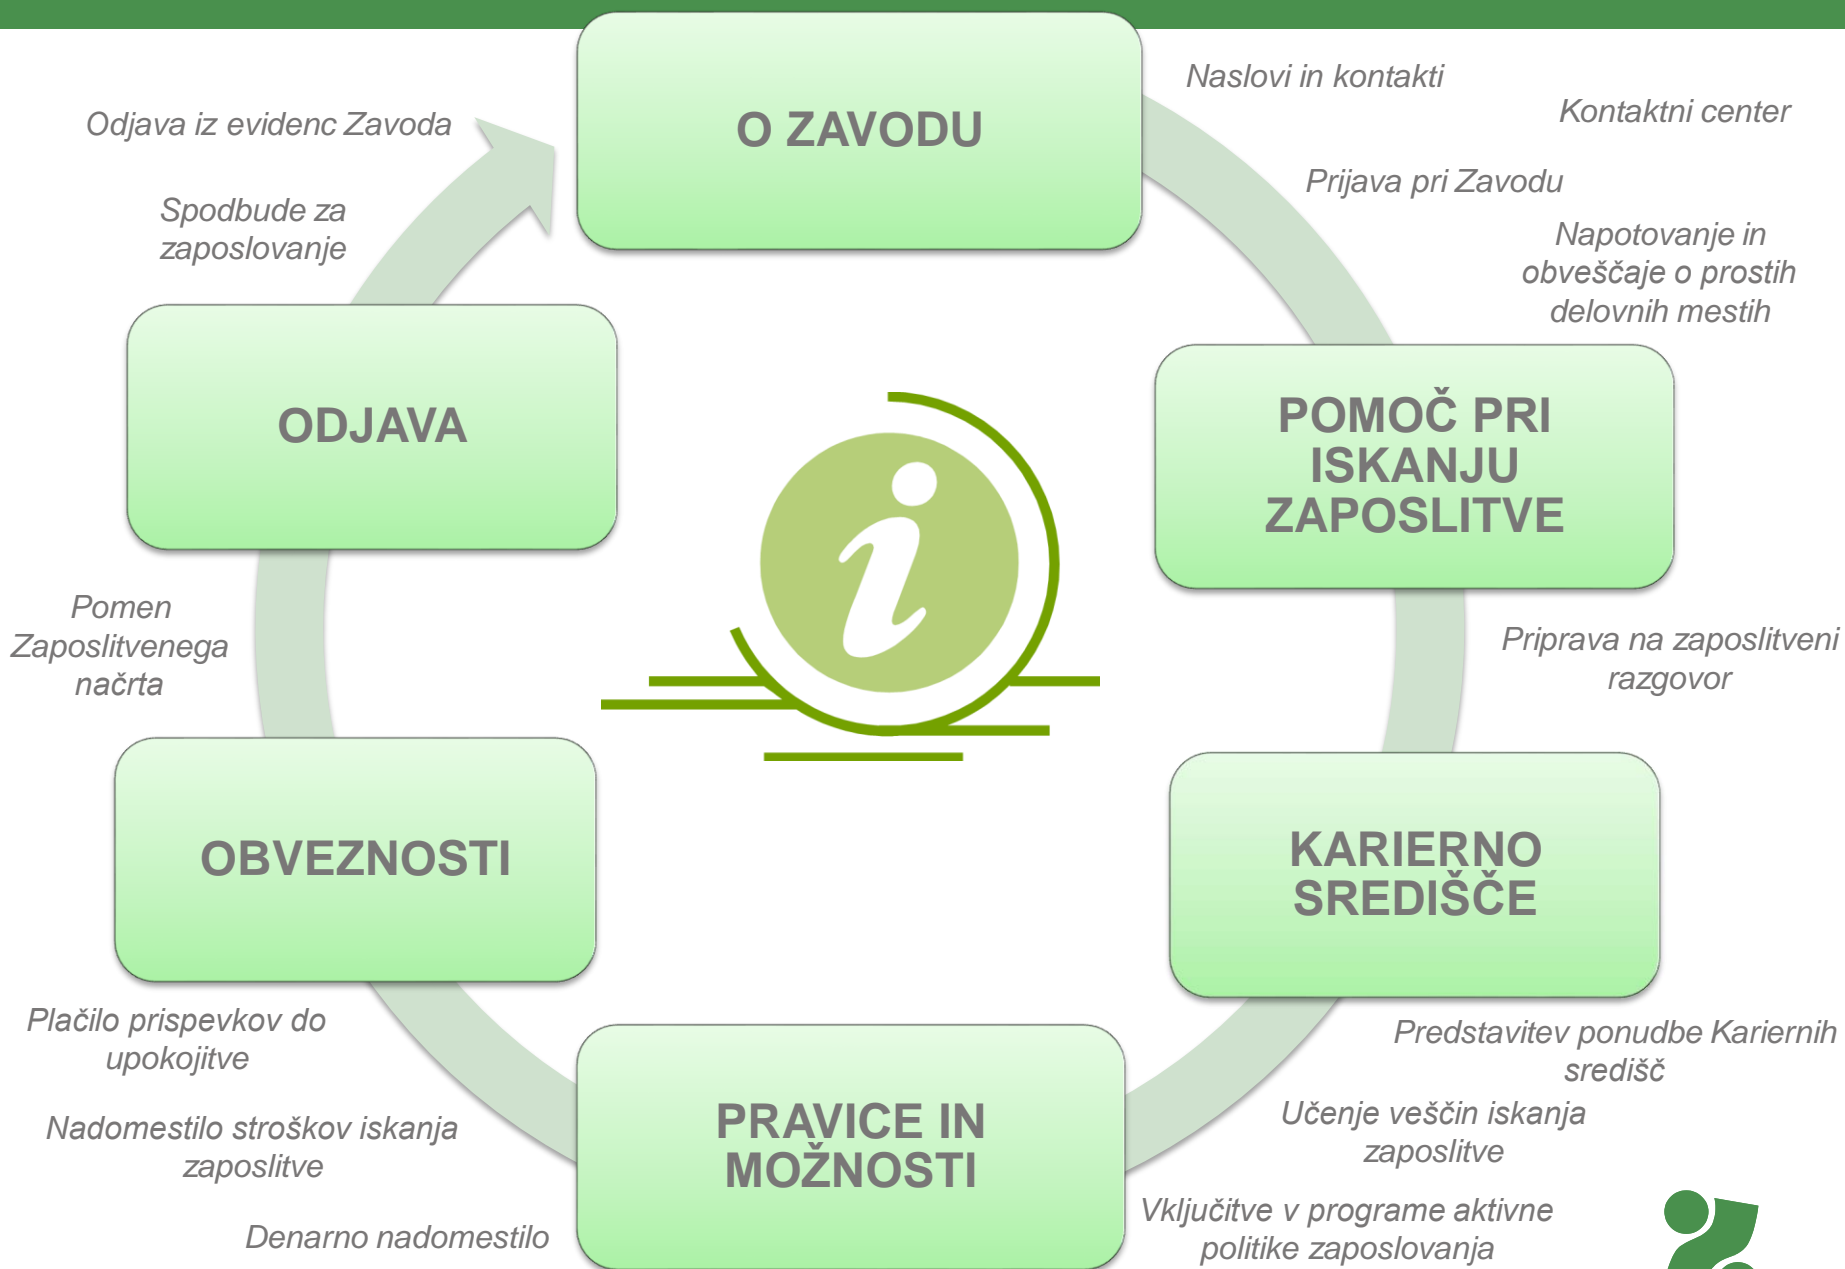 O ZAVODU
Naslovi in kontakti
Kontaktni center
Prijava pri Zavodu
Napotovanje in
obveščaje o prostih
delovnih mestih
POMOČ PRI
ISKANJU
ZAPOSLITVE
Priprava na zaposlitveni
razgovor
KARIERNO
SREDIŠČE
Predstavitev ponudbe Kariernih
središč
Učenje veščin iskanja
zaposlitve
Vključitve v programe aktivne
politike zaposlovanja
PRAVICE IN
MOŽNOSTI
Denarno nadomestilo
Nadomestilo stroškov iskanja
zaposlitve
Plačilo prispevkov do
upokojitve
OBVEZNOSTI
Pomen
Zaposlitvenega
načrta
ODJAVA
Spodbude za
zaposlovanje
Odjava iz evidenc Zavoda
i